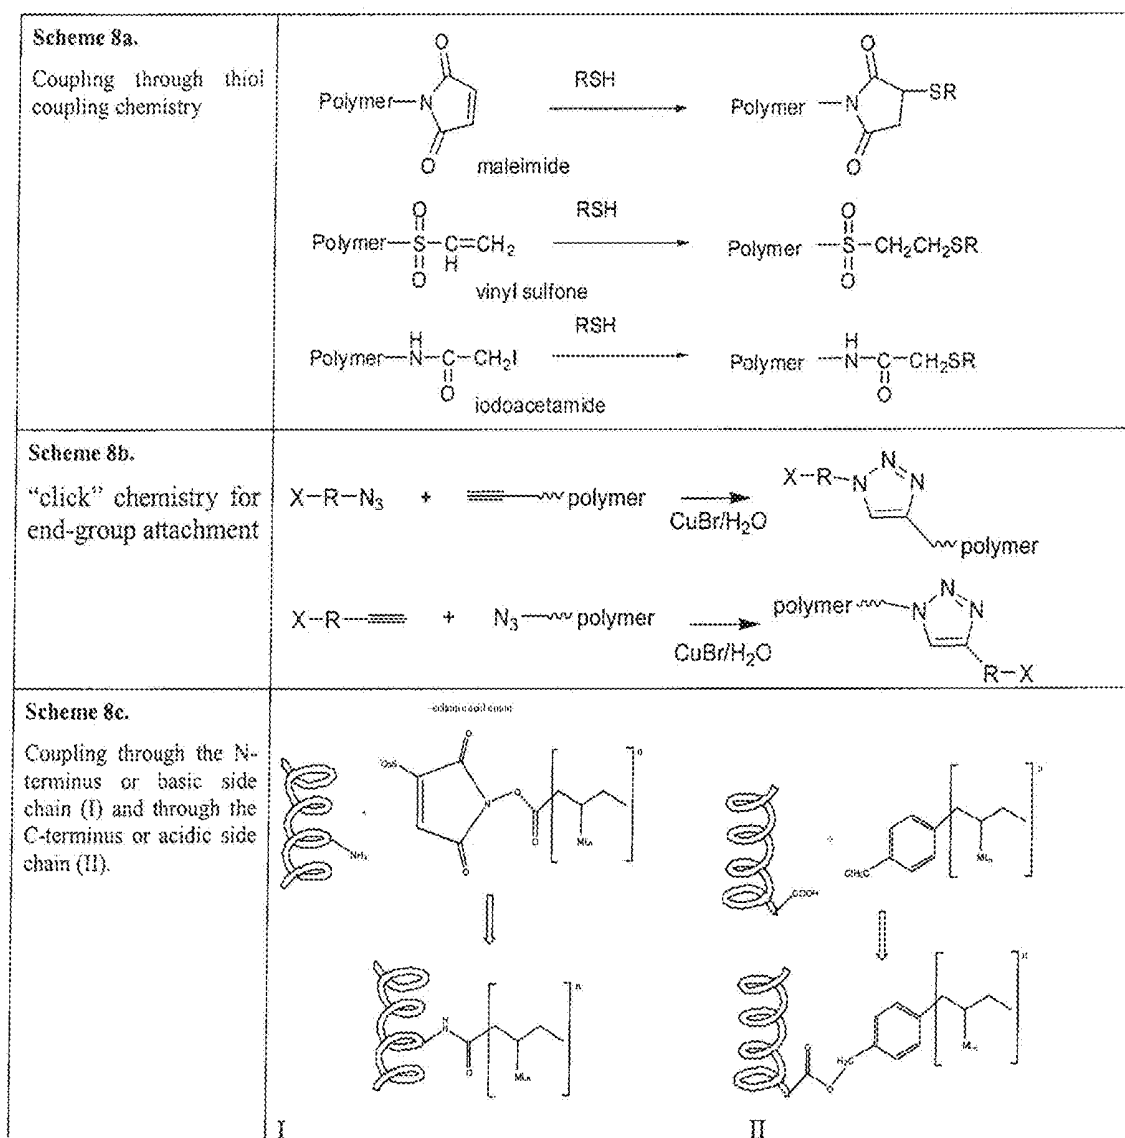 Scheme 8a.
Coupling through thiol
coupling chemistry
Polymer
N
O
O
maleimide
RSH
Polymer
N
O
O
SR
Polymer
O
S
O
C
H
CH2
vinyl sulfone
RSH
Polymer
O
S
O
CH2CH2SR
Polymer
H
N
C
O
CH2I
iodoacetamide
RSH
Polymer
H
N
C
O
CH2SR
Scheme 8b.
"click" chemistry for
end-group attachment
X-R-N3
+
polymer
CuBr/H2O
X-R
N
N
N
polymer
X-R
+
N3
polymer
CuBr/H2O
polymer
N
N
N
R-X
Scheme 8c.
Coupling through the N-
terminus or basic side
chain (I) and through the
C-terminus or acidic side
chain (II).
NH2
O
O
N
O
O
n
COOH
ClH2C
H
N
O
n
O
O
H2C
n
I
II